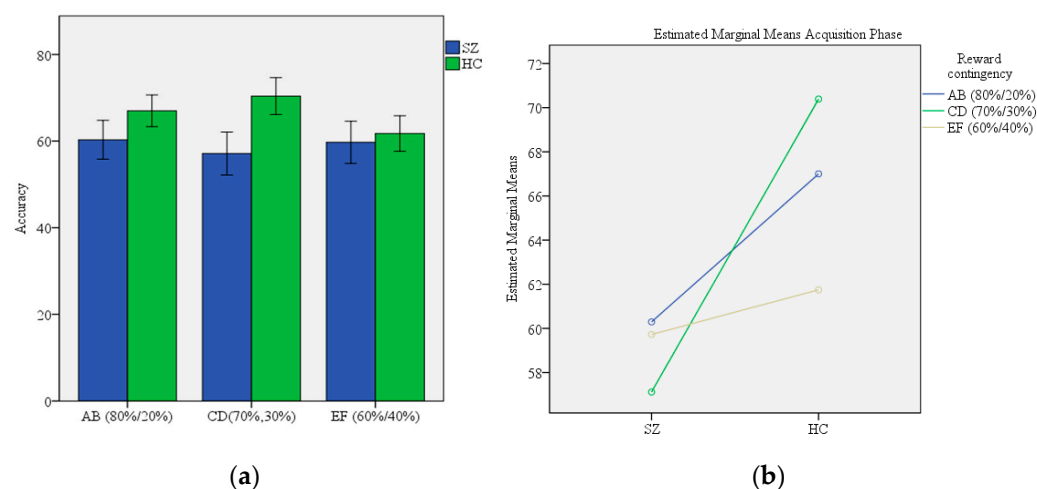 80
60
40
20
0
Accuracy
AB (80%/20%)
CD(70%,30%)
EF (60%/40%)
SZ
HC
(a)
Estimated Marginal Means Acquisition Phase
72
70
68
66
64
62
60
58
Estimated Marginal Means
SZ
HC
Reward
contingency
AB (80%/20%)
CD (70%/30%)
EF (60%/40%)
(b)